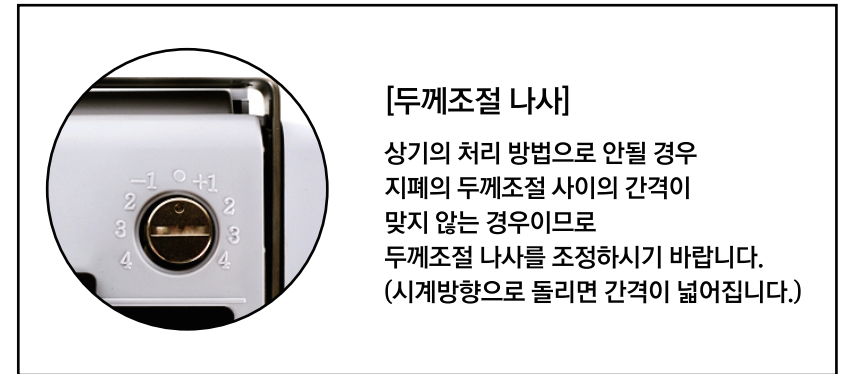 [두께조절 나사]
상기의 처리 방법으로 안될 경우
지폐의 두께조절 사이의 간격이
맞지 않는 경우이므로
두께조절 나사를 조정하시기 바랍니다.
(시계방향으로 돌리면 간격이 넓어집니다.)
-1 0 +1
2 2
3 3
4 4